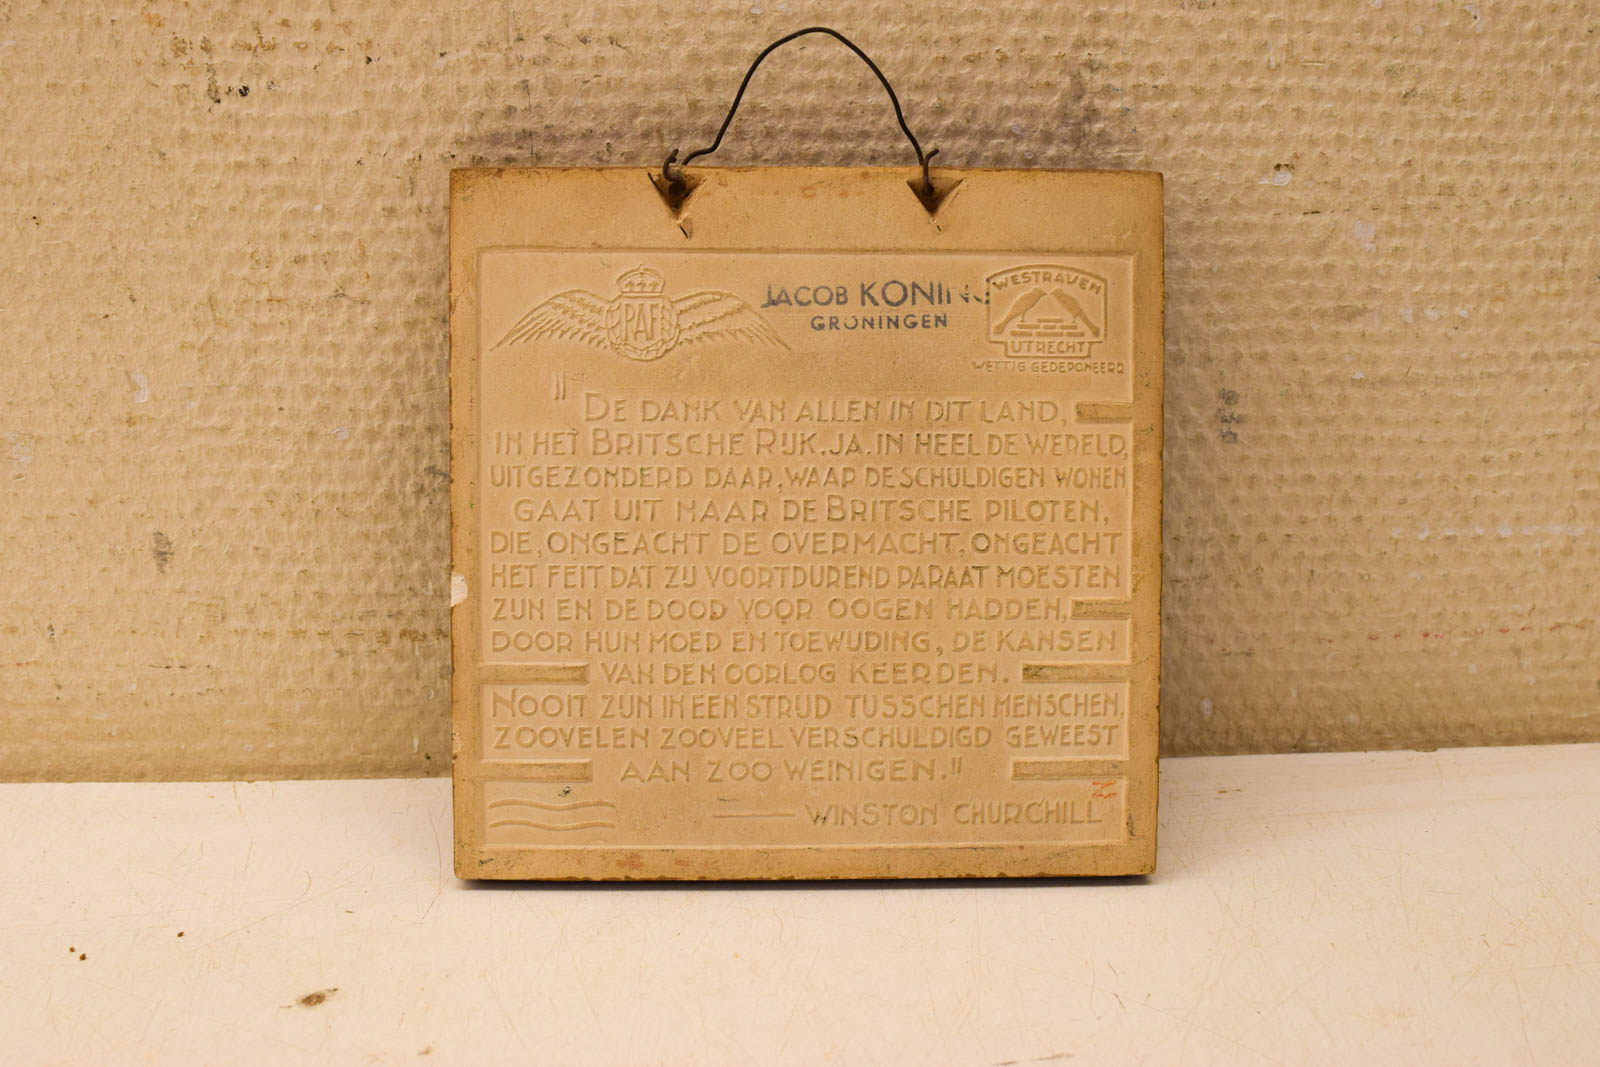 RAF
JACOB KONING
GRONINGEN
WESTRAVEN
UTRECHT
WETTIG GEDEPONEERD
"DE DANK VAN ALLEN IN DIT LAND,
IN HET BRITSCHE RIJK. JA. IN HEEL DE WERELD,
UITGEZONDERD DAAR, WAAR DE SCHULDIGEN WONEN
GAAT UIT NAAR DE BRITSCHE PILOTEN,
DIE, ONGEACHT DE OVERMACHT, ONGEACHT
HET FEIT DAT ZIJ VOORTDUREND PARAAT MOESTEN
ZIJN EN DE DOOD VOOR OOGEN HADDEN,
DOOR HUN MOED EN TOEWIJDING, DE KANSEN
VAN DEN OORLOG KEERDEN.
NOOIT ZIJN IN EEN STRIJD TUSSCHEN MENSCHEN,
ZOOVELEN ZOOVEEL VERSCHULDIGD GEWEEST
AAN ZOO WEINIGEN."
WINSTON CHURCHILL